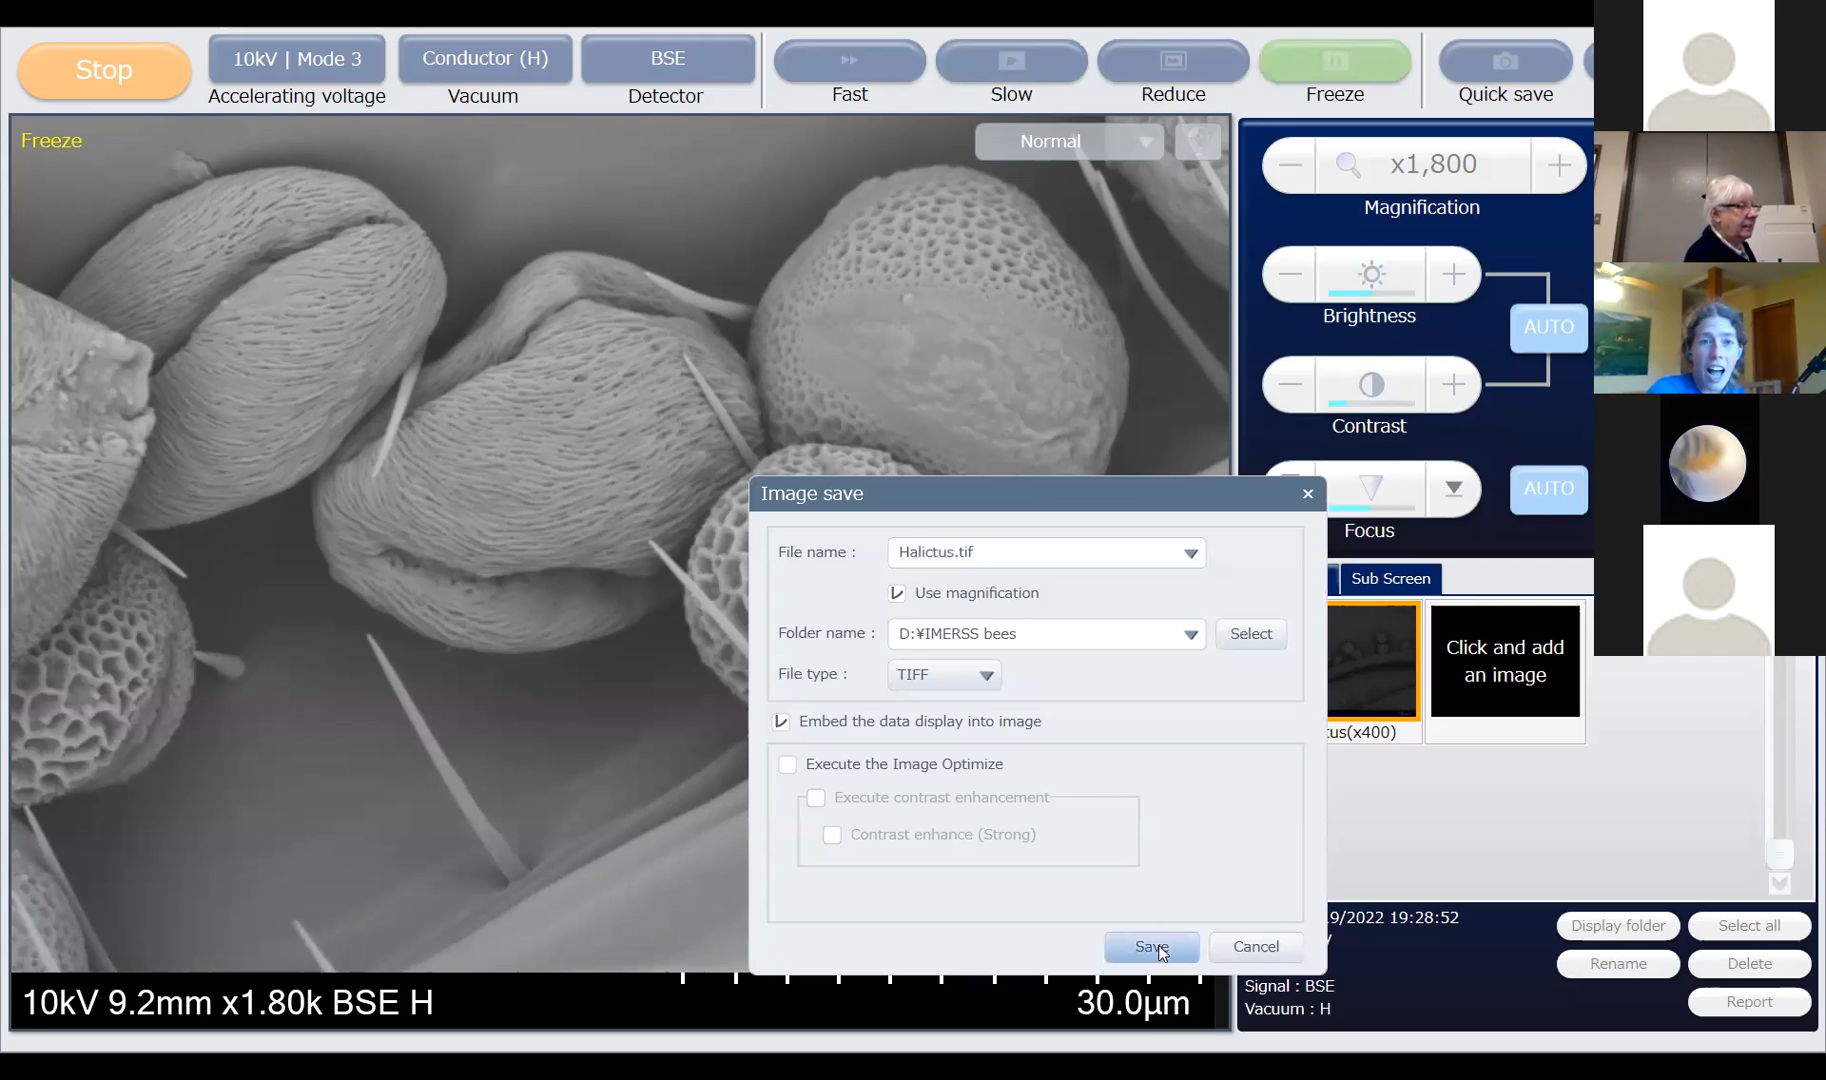 Stop
10kV | Mode 3
Accelerating voltage
Conductor (H)
Vacuum
BSE
Detector
Fast
Slow
Reduce
Freeze
Quick save
Freeze
Normal
x1,800
Magnification
Brightness
AUTO
Contrast
AUTO
Focus
Image save
File name :
Halictus.tif
Use magnification
Folder name :
D:¥IMERSS bees
Select
File type :
TIFF
Embed the data display into image
Execute the Image Optimize
Execute contrast enhancement
Contrast enhance (Strong)
Save
Cancel
Sub Screen
Click and add
an image
tus(x400)
9/2022 19:28:52
Signal : BSE
Vacuum : H
Display folder
Select all
Rename
Delete
Report
10kV 9.2mm x1.80k BSE H
30.0µm